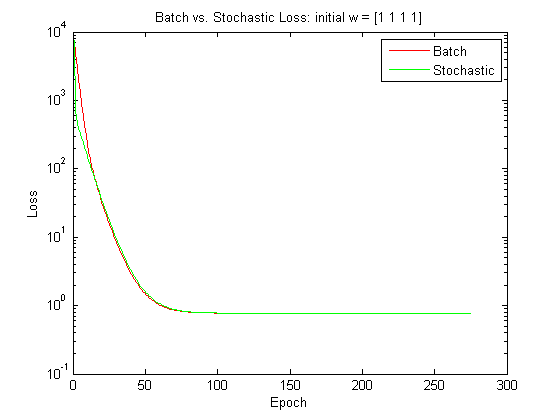 Batch vs. Stochastic Loss: initial w = [1 1 1 1]
Batch
Stochastic
10^4
10^3
10^2
10^1
10^0
10^-1
Loss
0 50 100 150 200 250 300
Epoch